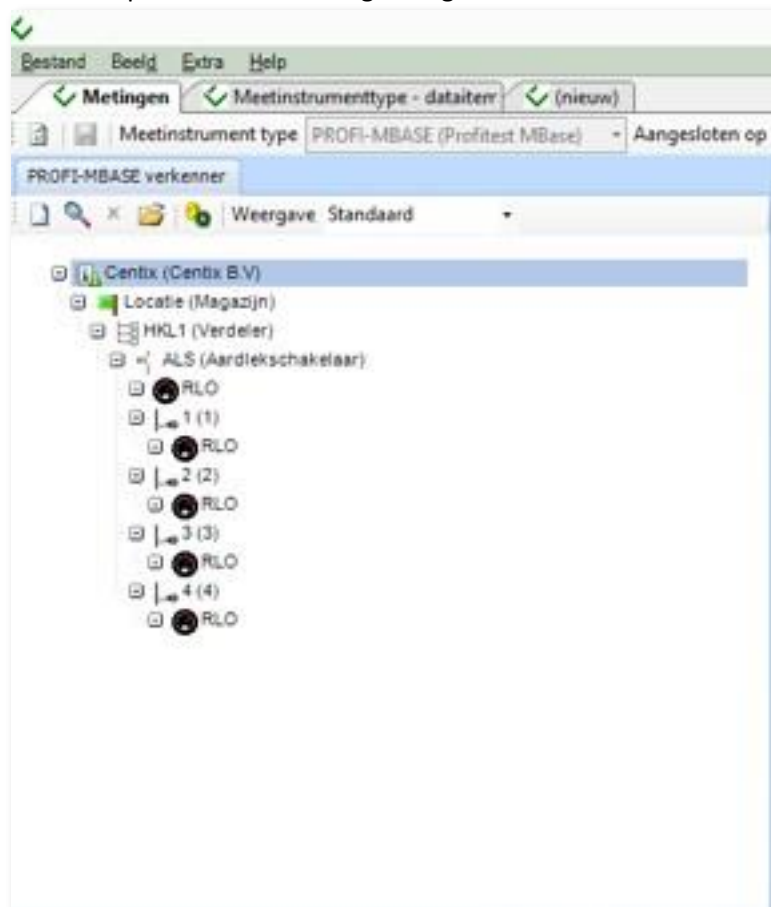 Bestand Beeld Extra Help
Metingen Meetinstrumenttype - dataitem (nieuw)
Meetinstrument type PROFI-MBASE (Profitest MBase) Aangesloten op
PROFI-MBASE verkenner
Weergave Standaard
Centix (Centix B.V)
Locatie (Magazijn)
HKL1 (Verdeler)
ALS (Aardlekschakelaar)
RLO
1 (1)
RLO
2 (2)
RLO
3 (3)
RLO
4 (4)
RLO